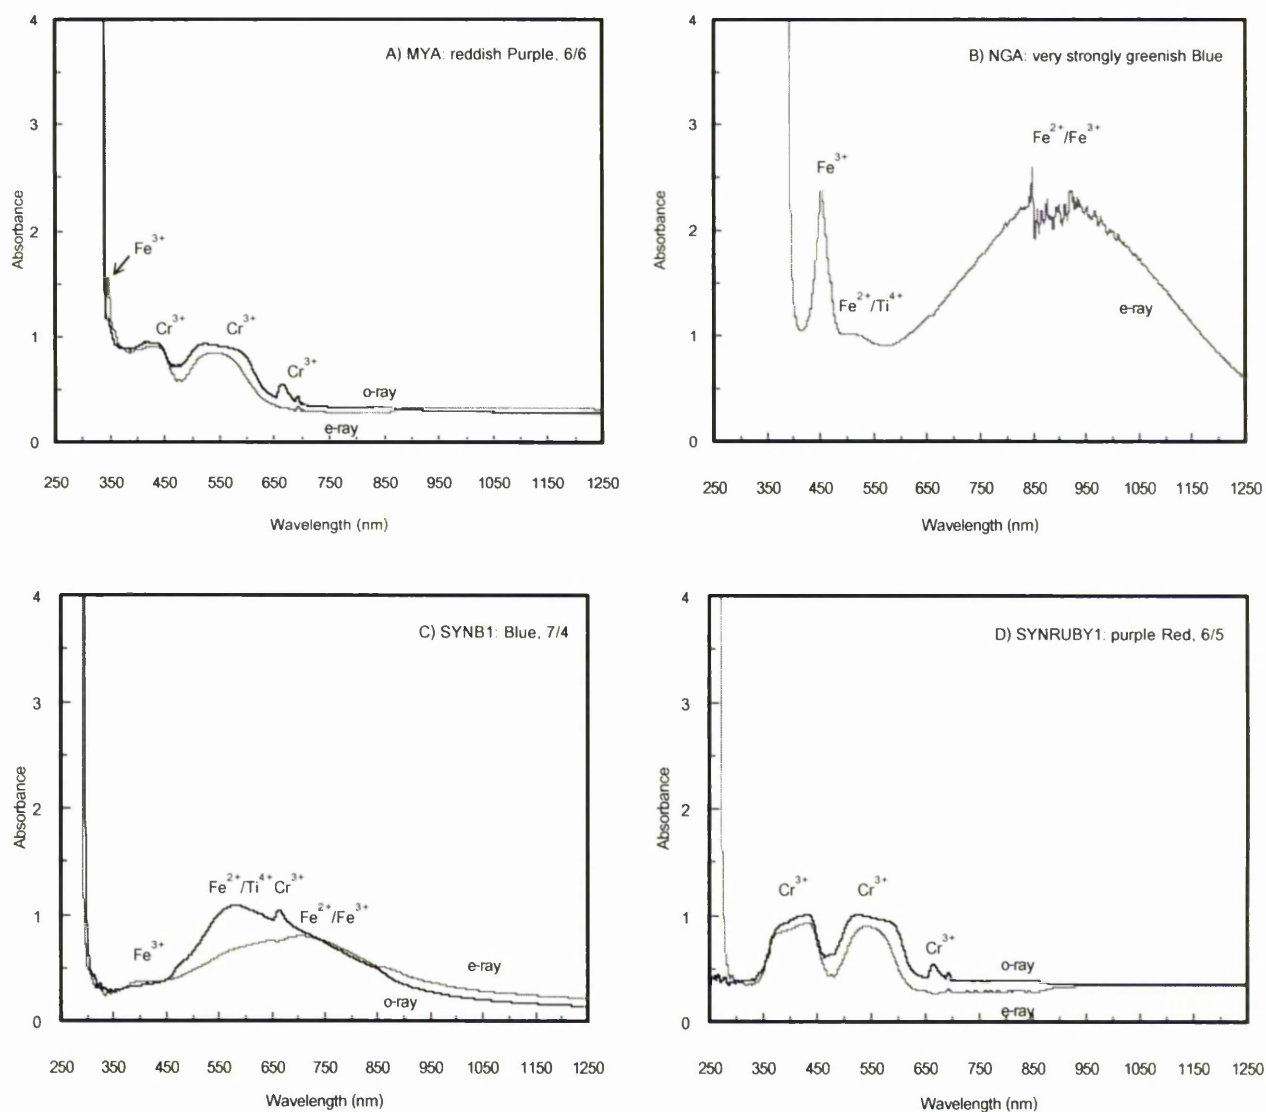 A) MYA: reddish Purple, 6/6
4
3
2
1
0
Absorbance
Fe3+
Cr3+
Cr3+
Cr3+
o-ray
e-ray
250 350 450 550 650 750 850 950 1050 1150 1250
Wavelength (nm)
B) NGA: very strongly greenish Blue
4
3
2
1
0
Absorbance
Fe3+
Fe2+/Ti4+
Fe2+/Fe3+
e-ray
250 350 450 550 650 750 850 950 1050 1150 1250
Wavelength (nm)
C) SYNB1: Blue, 7/4
4
3
2
1
0
Absorbance
Fe3+
Fe2+/Ti4+ Cr3+
Fe2+/Fe3+
e-ray
o-ray
250 350 450 550 650 750 850 950 1050 1150 1250
Wavelength (nm)
D) SYNRUBY1: purple Red, 6/5
4
3
2
1
0
Absorbance
Cr3+
Cr3+
Cr3+
o-ray
e-ray
250 350 450 550 650 750 850 950 1050 1150 1250
Wavelength (nm)